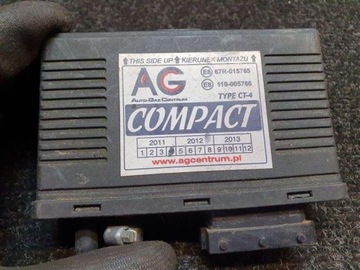 ↑ THIS SIDE UP ↑ KIERUNEK MONTAŻU ↑
AG
AUTO-GAZ CENTRUM
E8 67R-015765
E8 110-005766
TYPE CT-4
COMPACT
2011 2012 2013
1 2 3 5 6 7 8 9 10 11 12
www.agcentrum.pl